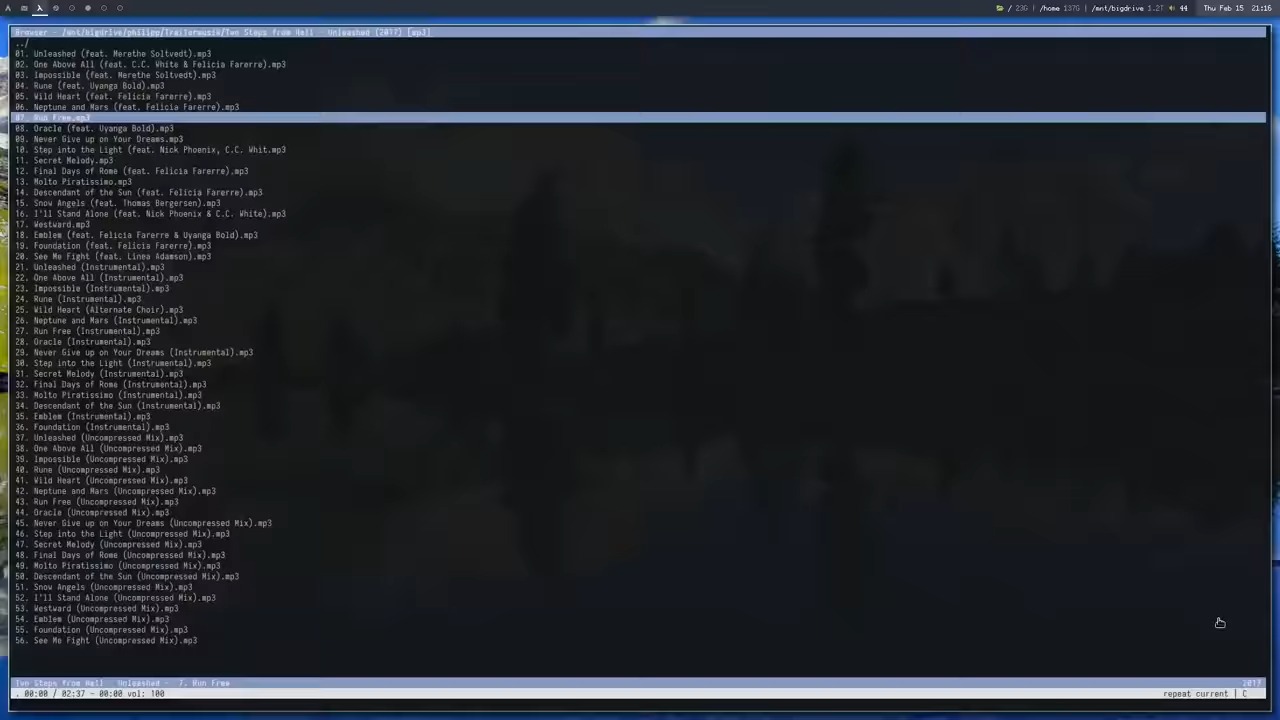 / 23G | /home 137G | /mnt/bigdrive 1.2T 44 Thu Feb 15 21:16
Browser - /mnt/bigdrive/philipp/Trailermusik/Two Steps from Hell - Unleashed (2017) [mp3]
../
01. Unleashed (feat. Merethe Soltvedt).mp3
02. One Above All (feat. C.C. White & Felicia Farerre).mp3
03. Impossible (feat. Merethe Soltvedt).mp3
04. Rune (feat. Uyanga Bold).mp3
05. Wild Heart (feat. Felicia Farerre).mp3
06. Neptune and Mars (feat. Felicia Farerre).mp3
07. Run Free.mp3
08. Oracle (feat. Uyanga Bold).mp3
09. Never Give up on Your Dreams.mp3
10. Step into the Light (feat. Nick Phoenix, C.C. Whit.mp3
11. Secret Melody.mp3
12. Final Days of Rome (feat. Felicia Farerre).mp3
13. Molto Piratissimo.mp3
14. Descendant of the Sun (feat. Felicia Farerre).mp3
15. Snow Angels (feat. Thomas Bergersen).mp3
16. I'll Stand Alone (feat. Nick Phoenix & C.C. White).mp3
17. Westward.mp3
18. Emblem (feat. Felicia Farerre & Uyanga Bold).mp3
19. Foundation (feat. Felicia Farerre).mp3
20. See Me Fight (feat. Linea Adamson).mp3
21. Unleashed (Instrumental).mp3
22. One Above All (Instrumental).mp3
23. Impossible (Instrumental).mp3
24. Rune (Instrumental).mp3
25. Wild Heart (Alternate Choir).mp3
26. Neptune and Mars (Instrumental).mp3
27. Run Free (Instrumental).mp3
28. Oracle (Instrumental).mp3
29. Never Give up on Your Dreams (Instrumental).mp3
30. Step into the Light (Instrumental).mp3
31. Secret Melody (Instrumental).mp3
32. Final Days of Rome (Instrumental).mp3
33. Molto Piratissimo (Instrumental).mp3
34. Descendant of the Sun (Instrumental).mp3
35. Emblem (Instrumental).mp3
36. Foundation (Instrumental).mp3
37. Unleashed (Uncompressed Mix).mp3
38. One Above All (Uncompressed Mix).mp3
39. Impossible (Uncompressed Mix).mp3
40. Rune (Uncompressed Mix).mp3
41. Wild Heart (Uncompressed Mix).mp3
42. Neptune and Mars (Uncompressed Mix).mp3
43. Run Free (Uncompressed Mix).mp3
44. Oracle (Uncompressed Mix).mp3
45. Never Give up on Your Dreams (Uncompressed Mix).mp3
46. Step into the Light (Uncompressed Mix).mp3
47. Secret Melody (Uncompressed Mix).mp3
48. Final Days of Rome (Uncompressed Mix).mp3
49. Molto Piratissimo (Uncompressed Mix).mp3
50. Descendant of the Sun (Uncompressed Mix).mp3
51. Snow Angels (Uncompressed Mix).mp3
52. I'll Stand Alone (Uncompressed Mix).mp3
53. Westward (Uncompressed Mix).mp3
54. Emblem (Uncompressed Mix).mp3
55. Foundation (Uncompressed Mix).mp3
56. See Me Fight (Uncompressed Mix).mp3
Two Steps from Hell - Unleashed - 7. Run Free 2017
. 00:00 / 02:37 - 00:00 vol: 100 repeat current | C